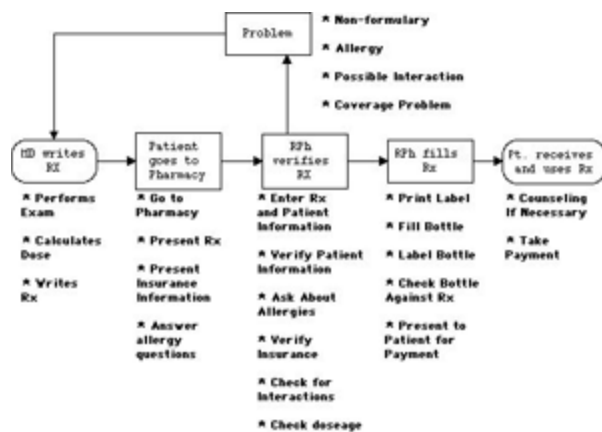 Problem
* Non-formulary
* Allergy
* Possible Interaction
* Coverage Problem
MD writes
RX
Patient
goes to
Pharmacy
RPh
verifies
RX
RPh fills
Rx
Pt. receives
and uses Rx
* Performs
Exam
* Calculates
Dose
* Writes
Rx
* Go to
Pharmacy
* Present Rx
* Present
Insurance
Information
* Answer
allergy
questions
* Enter Rx
and Patient
Information
* Verify Patient
Information
* Ask About
Allergies
* Verify
Insurance
* Check for
Interactions
* Check doseage
* Print Label
* Fill Bottle
* Label Bottle
* Check Bottle
Against Rx
* Present to
Patient for
Payment
* Counseling
If Necessary
* Take
Payment